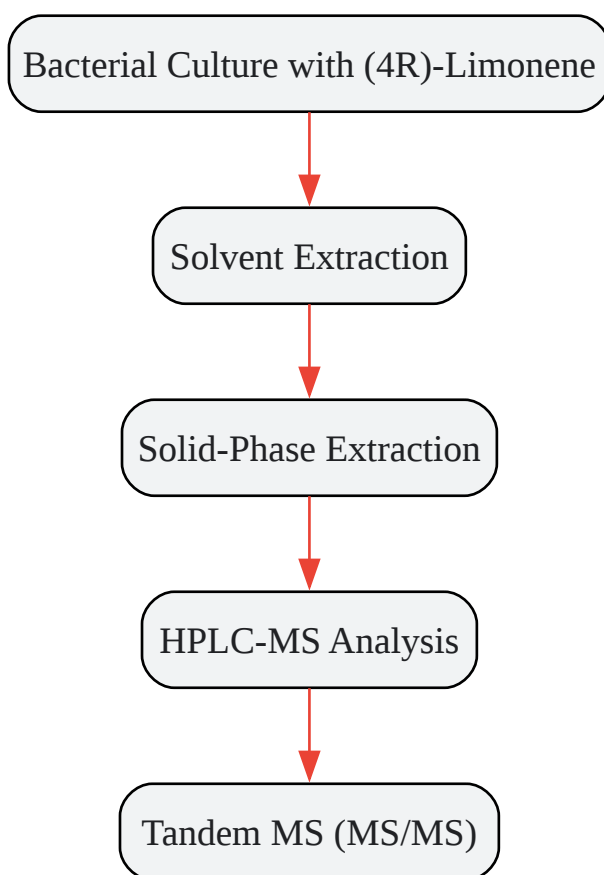 Bacterial Culture with (4R)-Limonene
Solvent Extraction
Solid-Phase Extraction
HPLC-MS Analysis
Tandem MS (MS/MS)